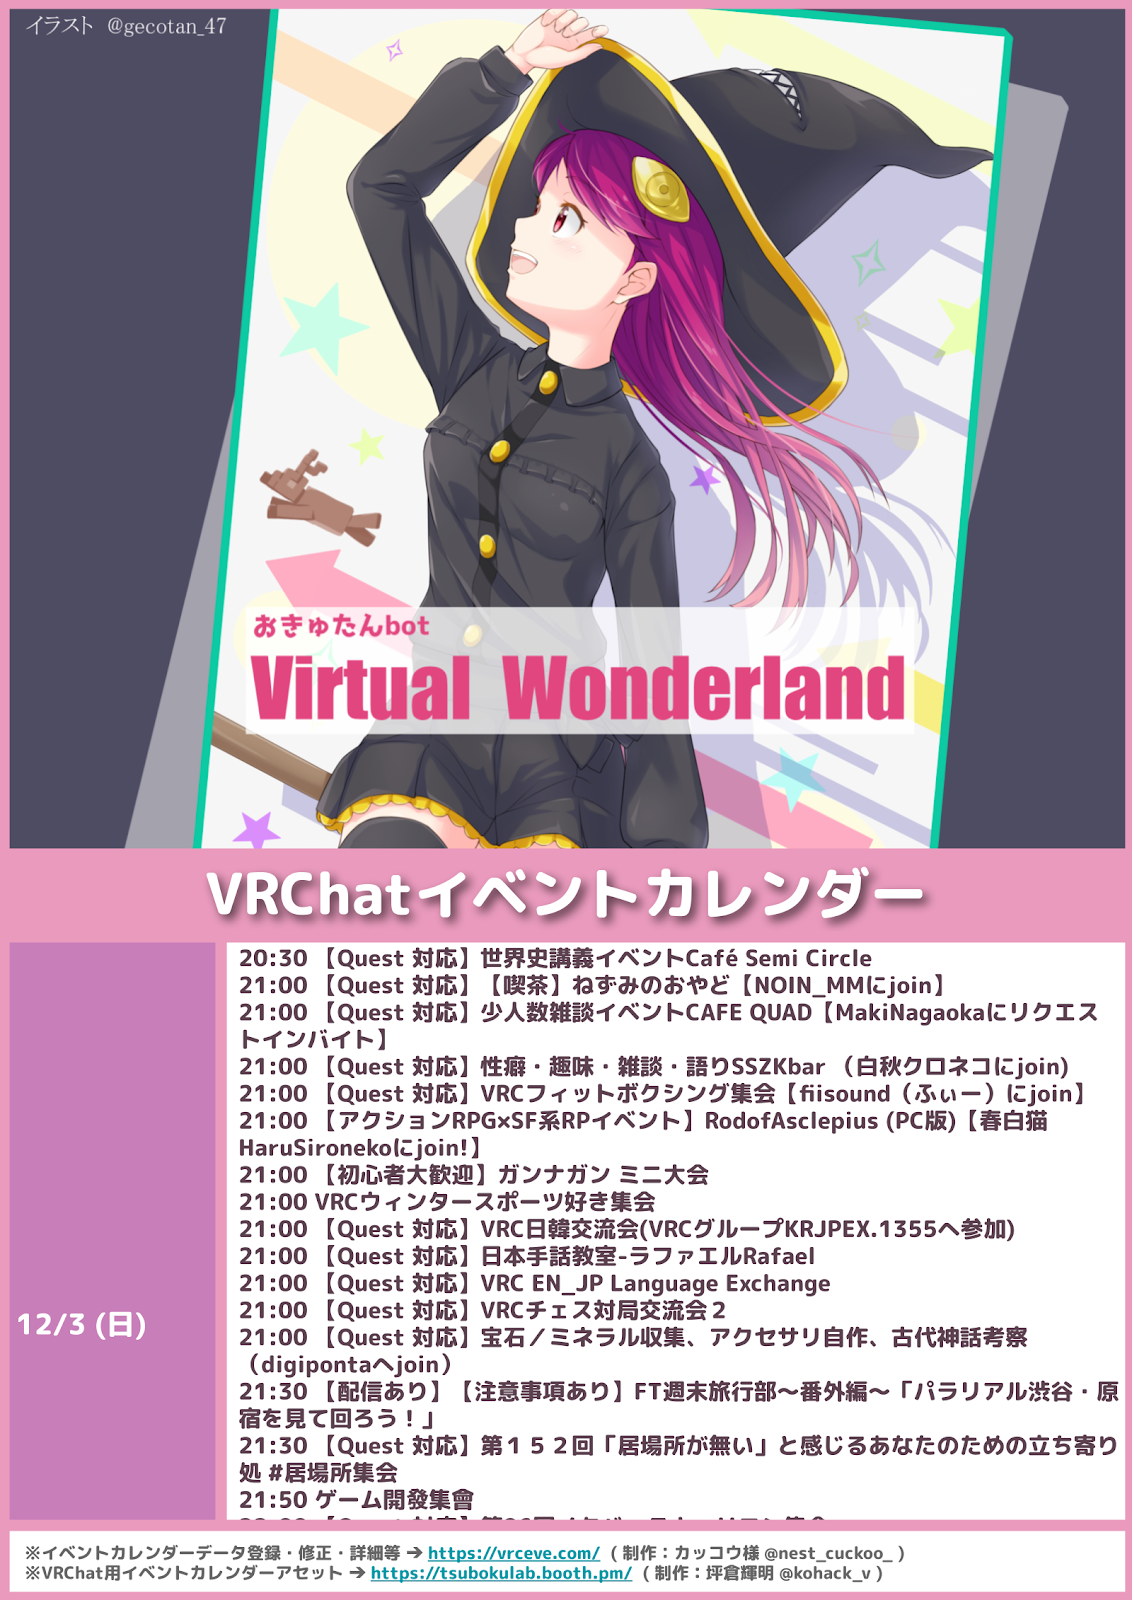 イラスト @gecotan_47
おきゅたんbot
Virtual Wonderland
VRChatイベントカレンダー
12/3 (日)
20:30 【Quest 対応】世界史講義イベントCafé Semi Circle
21:00 【Quest 対応】【喫茶】ねずみのおやど【NOIN_MMにjoin】
21:00 【Quest 対応】少人数雑談イベントCAFE QUAD【MakiNagaokaにリクエス
トインバイト】
21:00 【Quest 対応】性癖・趣味・雑談・語りSSZKbar （白秋クロネコにjoin)
21:00 【Quest 対応】VRCフィットボクシング集会【fiisound（ふぃー）にjoin】
21:00 【アクションRPG×SF系RPイベント】RodofAsclepius (PC版)【春白猫
HaruSironekoにjoin!】
21:00 【初心者大歓迎】ガンナガン ミニ大会
21:00 VRCウィンタースポーツ好き集会
21:00 【Quest 対応】VRC日韓交流会(VRCグループKRJPEX.1355へ参加)
21:00 【Quest 対応】日本手話教室-ラファエルRafael
21:00 【Quest 対応】VRC EN_JP Language Exchange
21:00 【Quest 対応】VRCチェス対局交流会２
21:00 【Quest 対応】宝石／ミネラル収集、アクセサリ自作、古代神話考察
（digipontaへjoin）
21:30 【配信あり】【注意事項あり】FT週末旅行部～番外編～「パラリアル渋谷・原
宿を見て回ろう！」
21:30 【Quest 対応】第１５２回「居場所が無い」と感じるあなたのための立ち寄り
処 #居場所集会
21:50 ゲーム開發集會
※イベントカレンダーデータ登録・修正・詳細等 ➔ https://vrceve.com/ （制作：カッコウ様 @nest_cuckoo_ ）
※VRChat用イベントカレンダーアセット ➔ https://tsubokulab.booth.pm/ （制作：坪倉輝明 @kohack_v ）